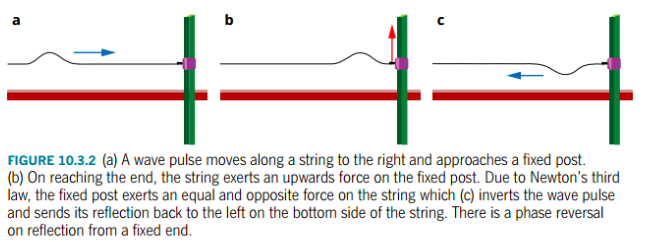 a b c
FIGURE 10.3.2 (a) A wave pulse moves along a string to the right and approaches a fixed post.
(b) On reaching the end, the string exerts an upwards force on the fixed post. Due to Newton’s third
law, the fixed post exerts an equal and opposite force on the string which (c) inverts the wave pulse
and sends its reflection back to the left on the bottom side of the string. There is a phase reversal
on reflection from a fixed end.